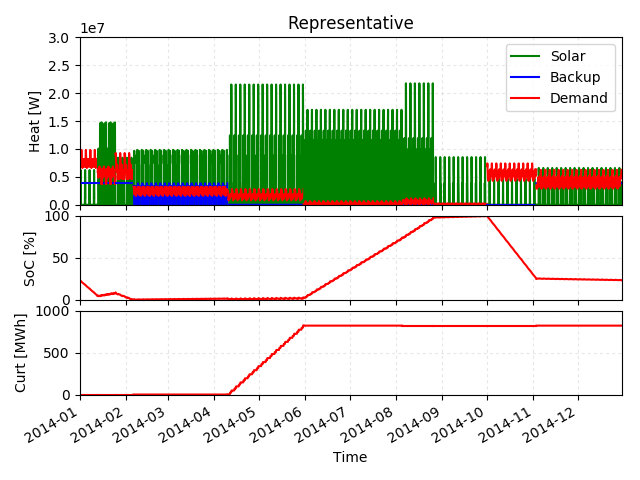 Representative
1e7
3.0
2.5
2.0
1.5
1.0
0.5
0.0
Heat [W]
Solar
Backup
Demand
100
50
0
SoC [%]
1000
500
0
Curt [MWh]
2014-01
2014-02
2014-03
2014-04
2014-05
2014-06
2014-07
2014-08
2014-09
2014-10
2014-11
2014-12
Time